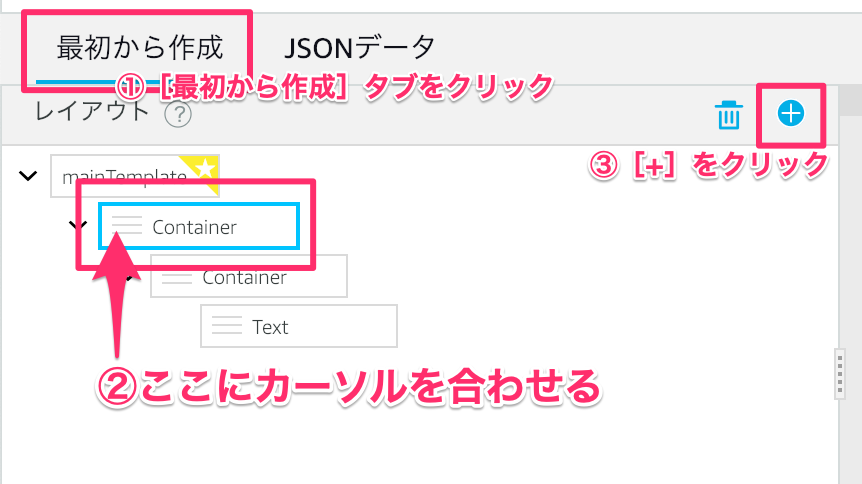 最初から作成 JSONデータ
①［最初から作成］タブをクリック
レイアウト ?
③［+］をクリック
mainTemplate
Container
Container
Text
②ここにカーソルを合わせる